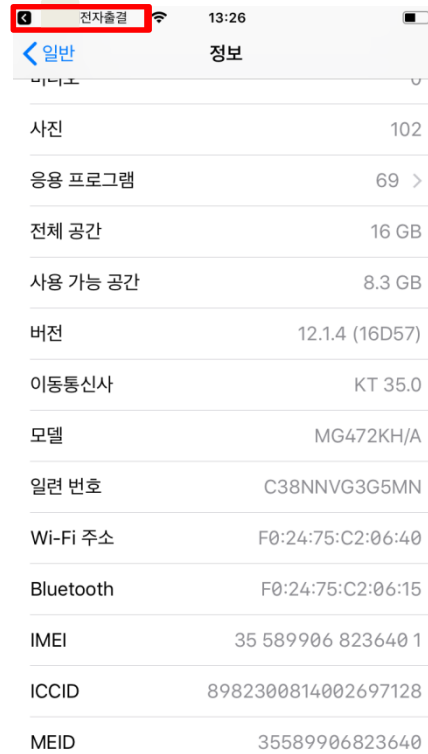 전자출결 13:26
일반 정보
비디오 0
사진 102
응용 프로그램 69
전체 공간 16 GB
사용 가능 공간 8.3 GB
버전 12.1.4 (16D57)
이동통신사 KT 35.0
모델 MG472KH/A
일련 번호 C38NNVG3G5MN
Wi-Fi 주소 F0:24:75:C2:06:40
Bluetooth F0:24:75:C2:06:15
IMEI 35 589906 823640 1
ICCID 8982300814002697128
MEID 35589906823640